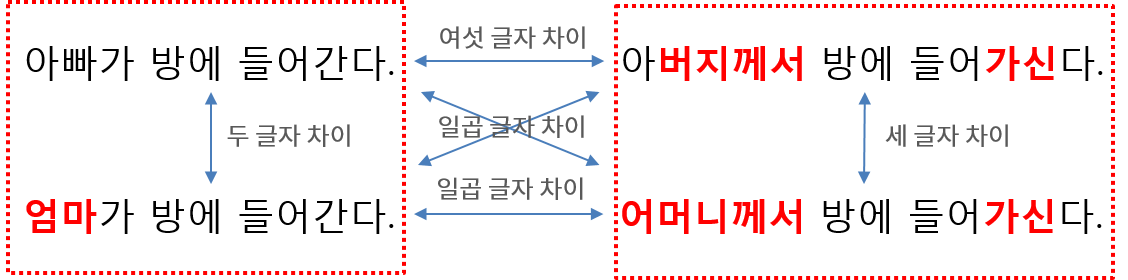 아빠가 방에 들어간다.
여섯 글자 차이
아버지께서 방에 들어가신다.
두 글자 차이
일곱 글자 차이
세 글자 차이
엄마가 방에 들어간다.
일곱 글자 차이
어머니께서 방에 들어가신다.